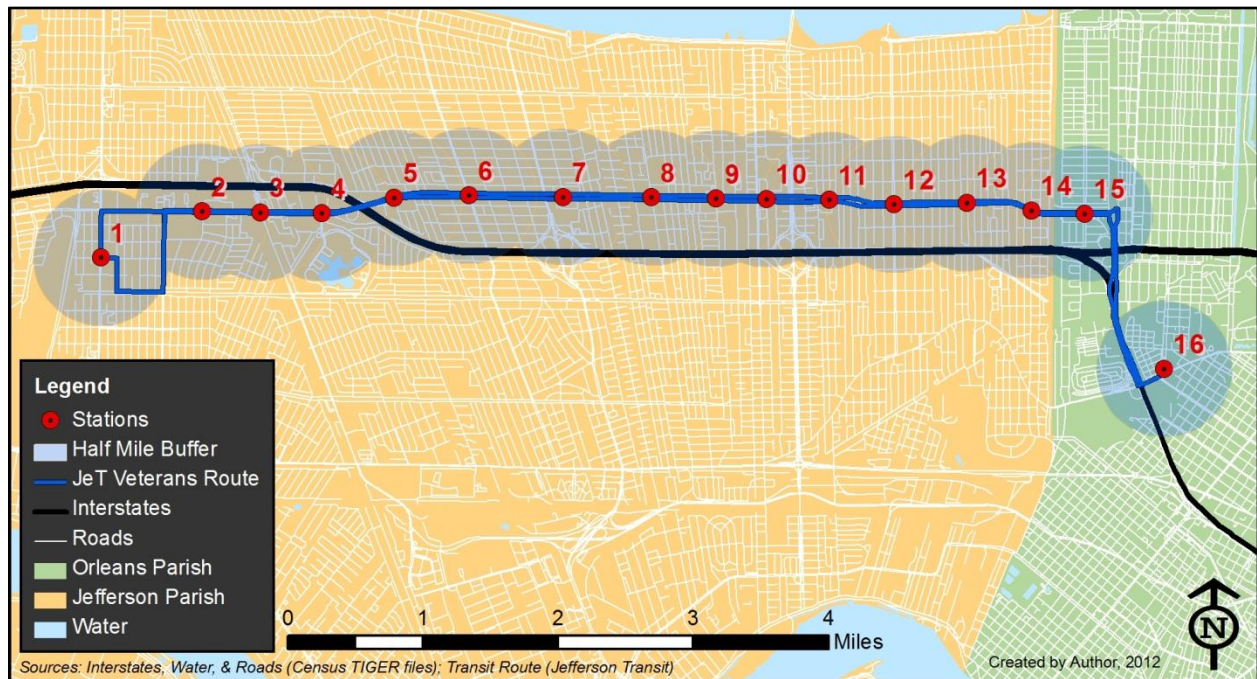 1
2
3
4
5
6
7
8
9
10
11
12
13
14
15
16
Legend
Stations
Half Mile Buffer
JeT Veterans Route
Interstates
Roads
Orleans Parish
Jefferson Parish
Water
0 1 2 3 4
Miles
N
Sources: Interstates, Water, & Roads (Census TIGER files); Transit Route (Jefferson Transit)
Created by Author, 2012